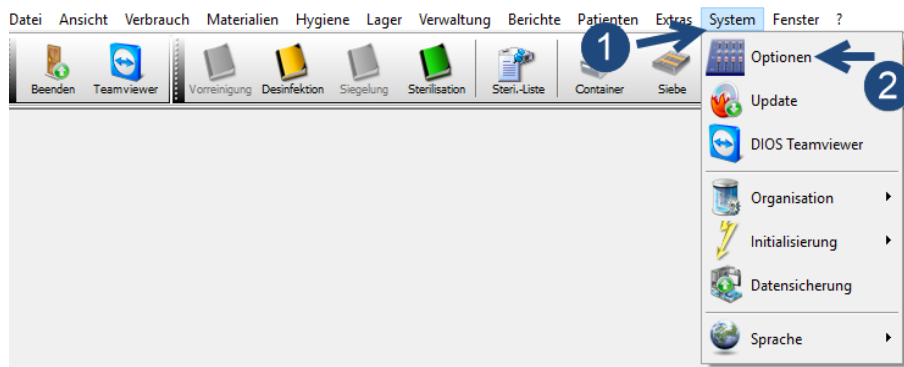 Datei Ansicht Verbrauch Materialien Hygiene Lager Verwaltung Berichte Patienten Extras System Fenster ?
1
Beenden Teamviewer Vorreinigung Desinfektion Siegelung Sterilisation Steri.-Liste Container Siebe
Optionen
2
Update
DIOS Teamviewer
Organisation
Initialisierung
Datensicherung
Sprache